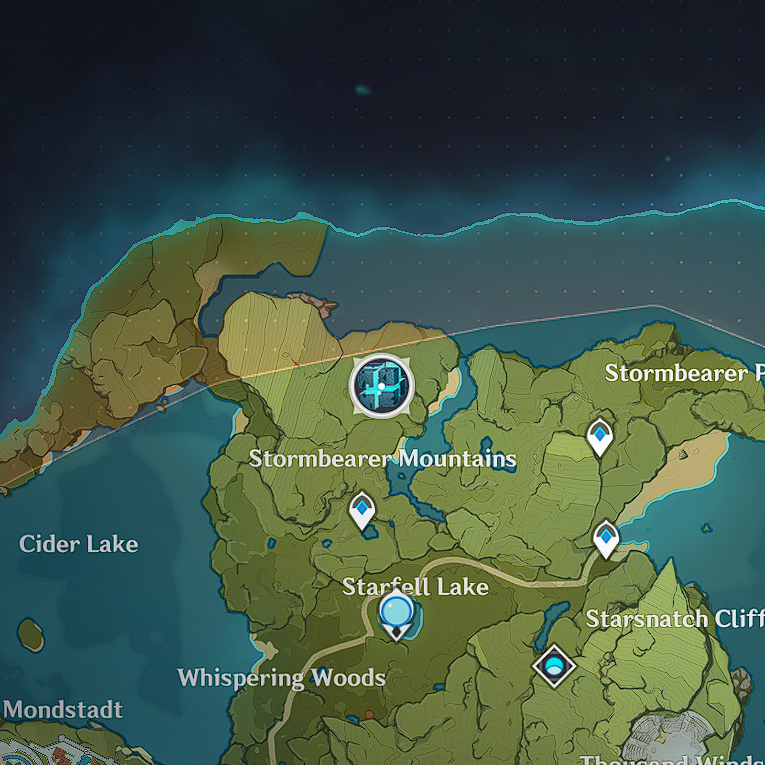 Stormbearer P
Stormbearer Mountains
Cider Lake
Starfell Lake
Starsnatch Cliff
Whispering Woods
Mondstadt
Thousand Winds